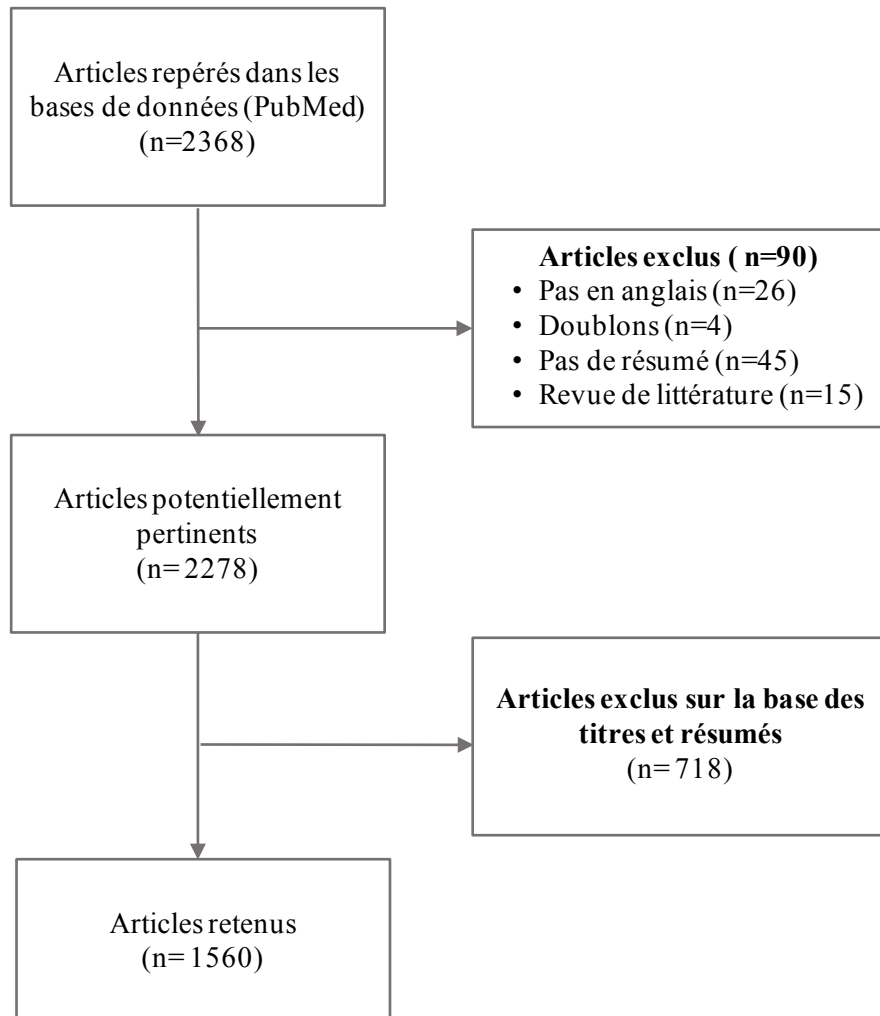 Articles repérés dans les
bases de données (PubMed)
(n=2368)
Articles exclus ( n=90)
• Pas en anglais (n=26)
• Doublons (n=4)
• Pas de résumé (n=45)
• Revue de littérature (n=15)
Articles potentiellement
pertinents
(n= 2278)
Articles exclus sur la base des
titres et résumés
(n= 718)
Articles retenus
(n= 1560)